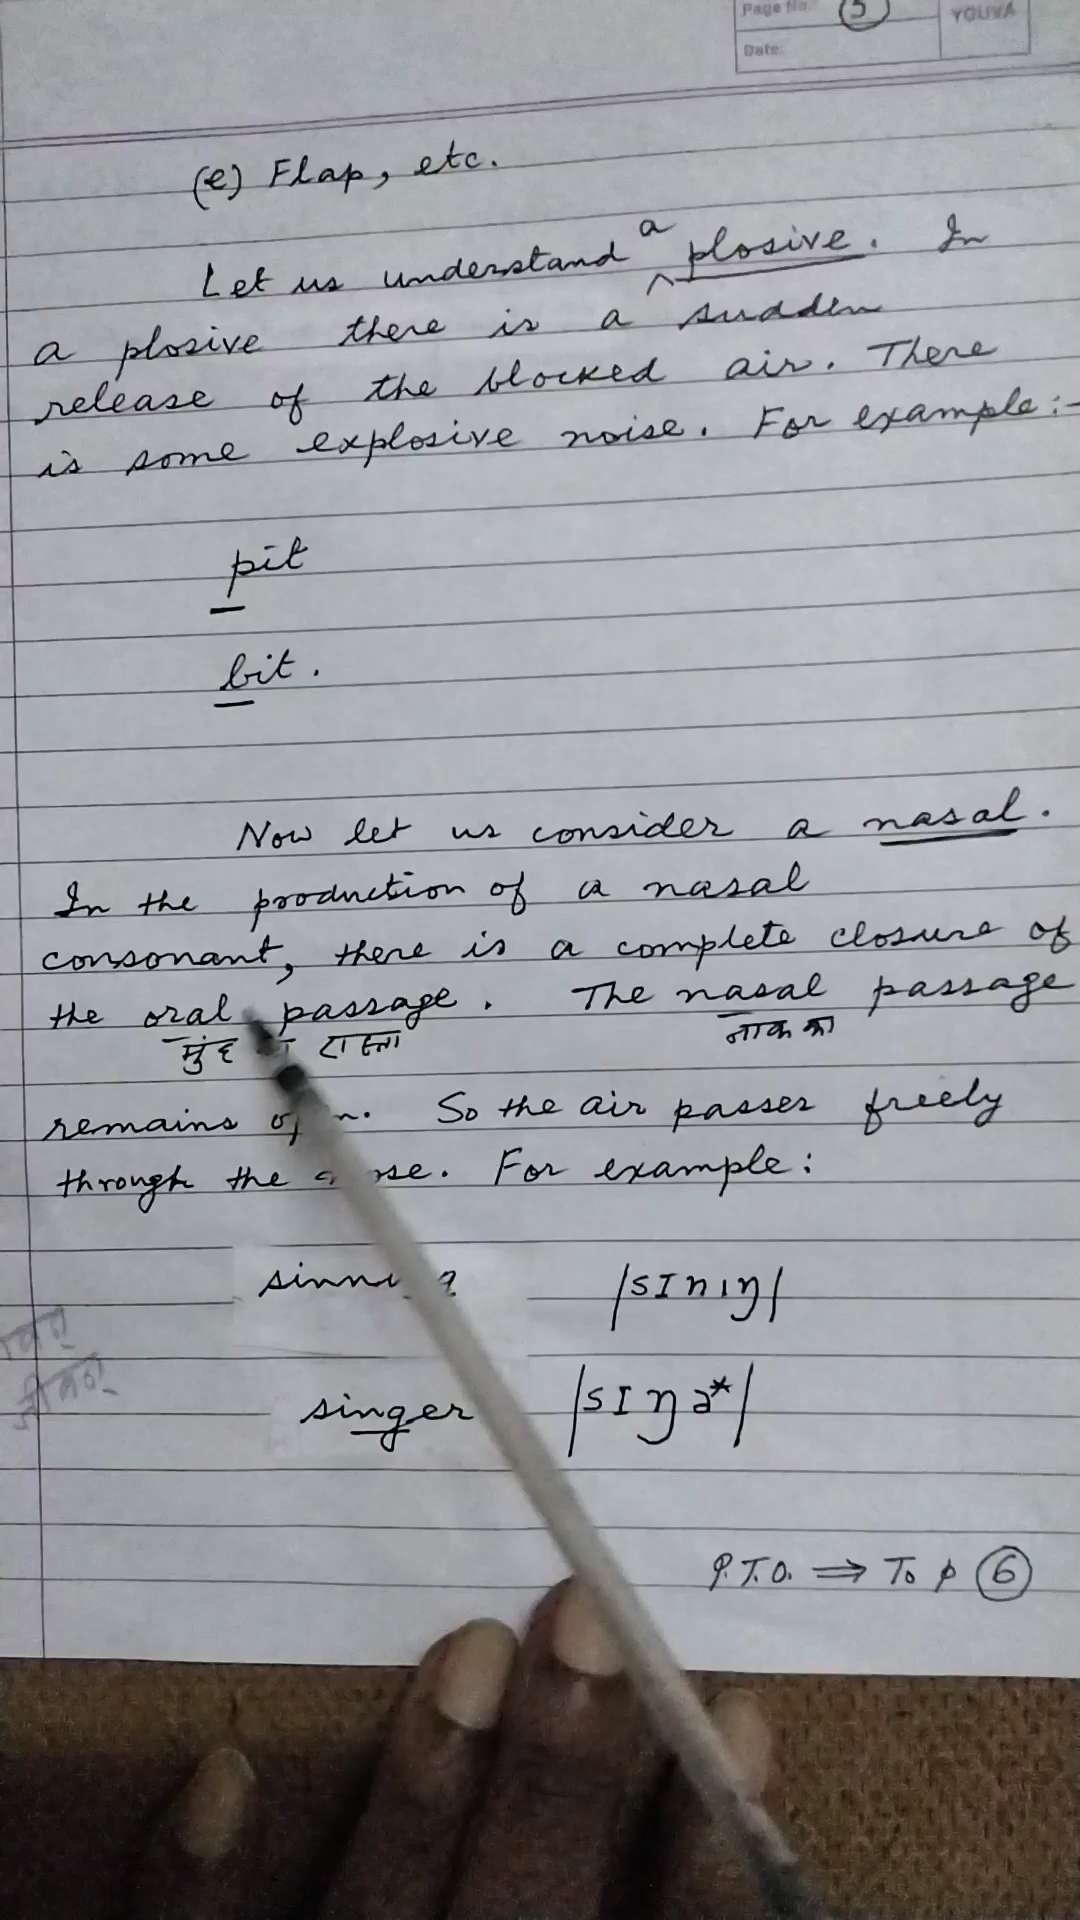 Page No.: 5 YOUVA
Date:
(e) Flap, etc.
a
Let us understand ^ plosive. In
a plosive there is a sudden
release of the blocked air. There
is some explosive noise. For example:-
pit
bit.
Now let us consider a nasal.
In the production of a nasal
consonant, there is a complete closure of
the oral passage. The nasal passage
मुंह रास्ता नाक का
remains So the air passes freely
through the For example:
/sɪnɪŋ/
singer /sɪŋə*/
P.T.O. ⇒ To p 6